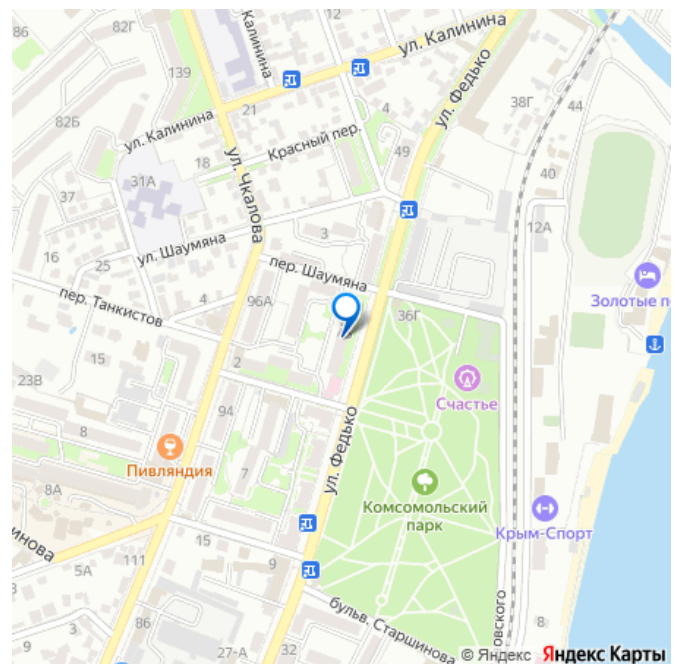 6
82Г
12
ул. Калинина
Калинина
139
38Г
44
82Б
21
4
ул. Федько
ул. Калинина
Красный пер.
49
18
40
31А
ул. Чкалова
37
12А
3
16
25
ул. Шаумяна
пер. Шаумяна
Золотые п
пер. Танкистов
4
96А
36Г
15
2
23В
Счастье
94
8
ул. Федько
Пивляндия
7
8А
Комсомольский
парк
Крым-Спорт
инова
15
5А
111
9
3
9
86
27-А
32
бульв. Старшинова
овского
8
© Яндекс Яндекс Карты